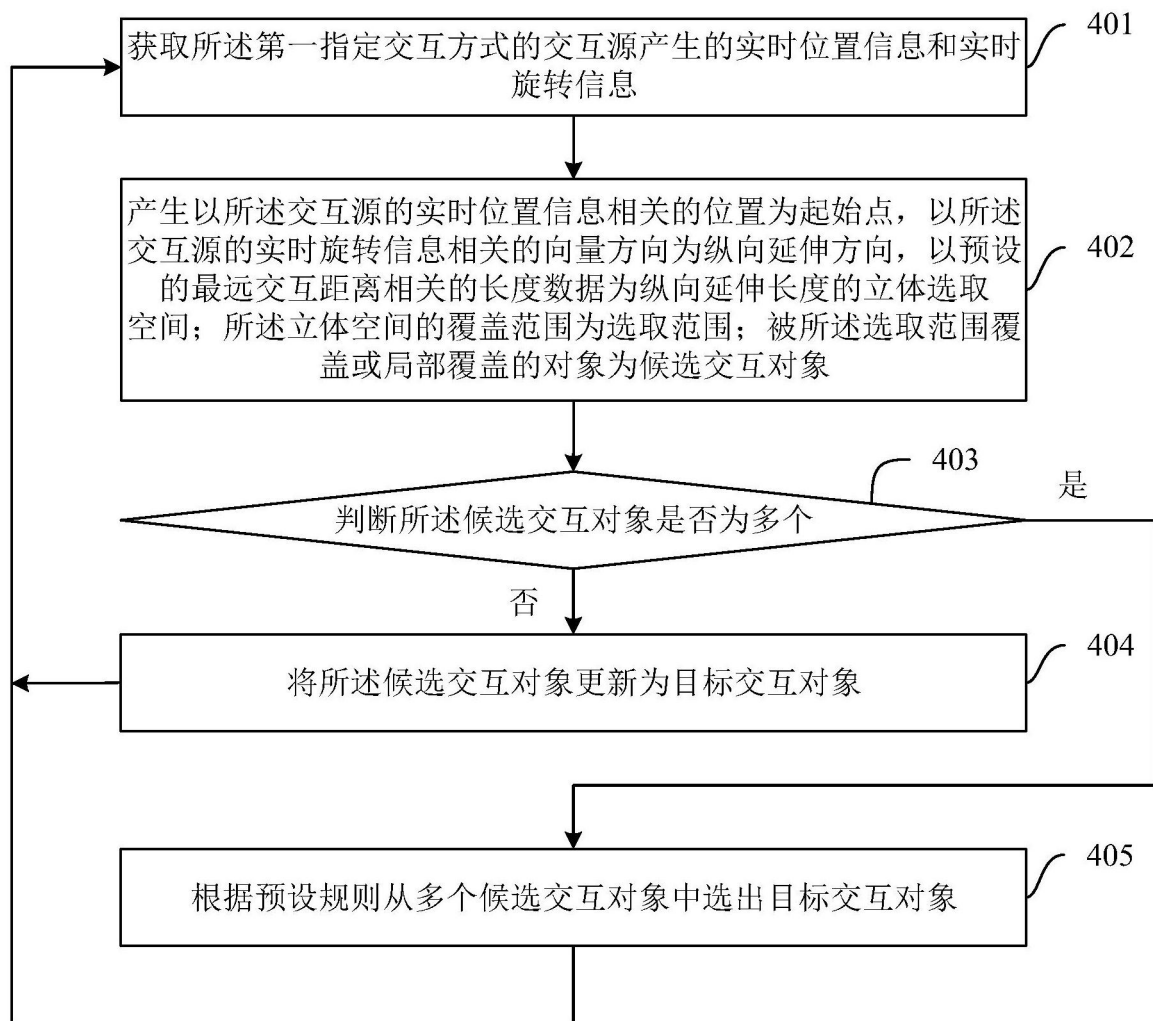 获取所述第一指定交互方式的交互源产生的实时位置信息和实时
旋转信息
401
产生以所述交互源的实时位置信息相关的位置为起始点，以所述
交互源的实时旋转信息相关的向量方向为纵向延伸方向，以预设
的最远交互距离相关的长度数据为纵向延伸长度的立体选取
空间；所述立体空间的覆盖范围为选取范围；被所述选取范围覆
盖或局部覆盖的对象为候选交互对象
402
判断所述候选交互对象是否为多个
403
是
否
将所述候选交互对象更新为目标交互对象
404
根据预设规则从多个候选交互对象中选出目标交互对象
405